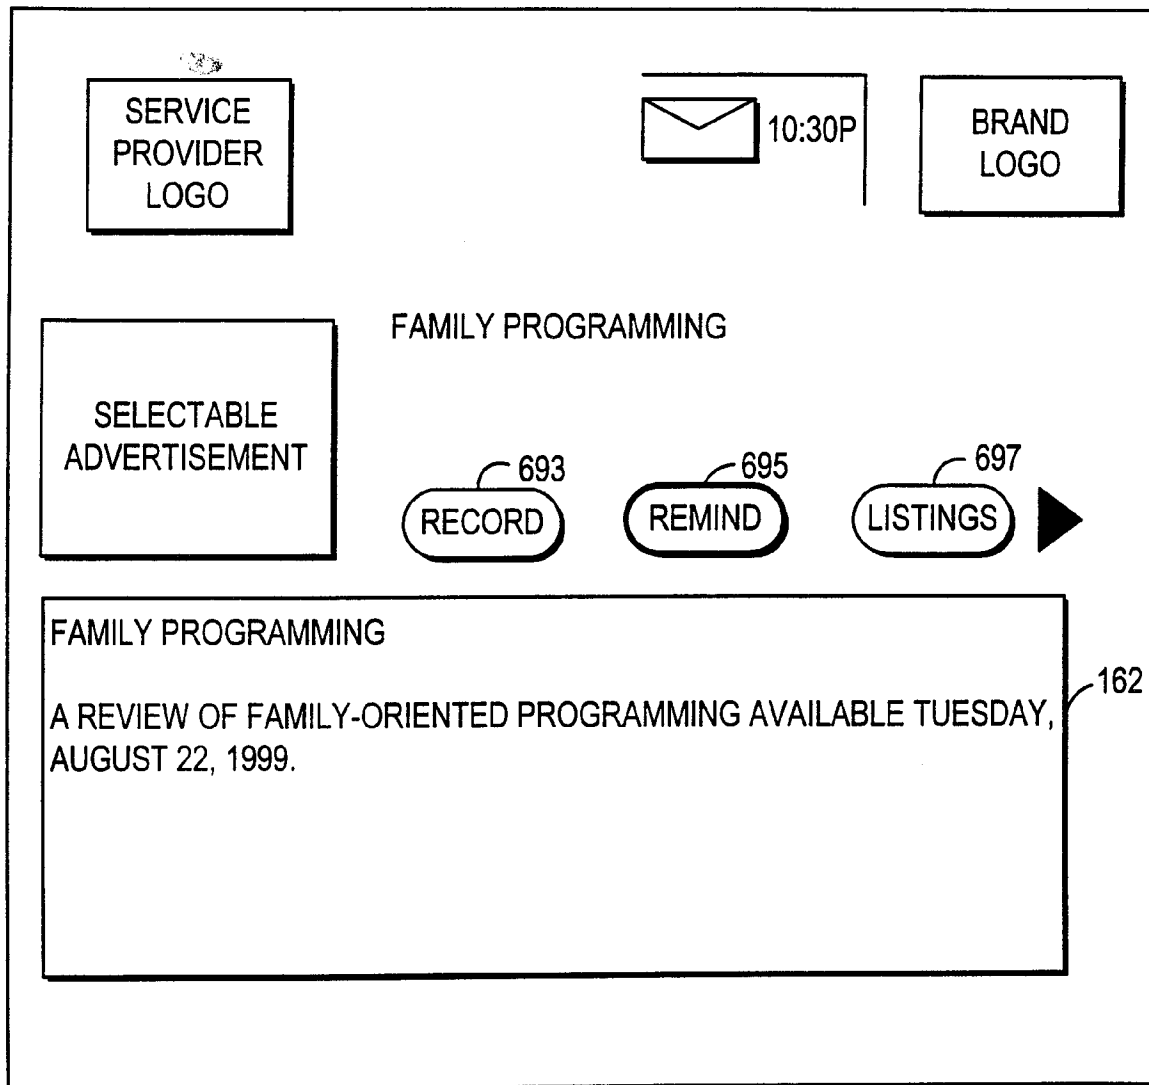 SERVICE
PROVIDER
LOGO
10:30P
BRAND
LOGO
SELECTABLE
ADVERTISEMENT
FAMILY PROGRAMMING
693
695
697
RECORD
REMIND
LISTINGS
FAMILY PROGRAMMING
A REVIEW OF FAMILY-ORIENTED PROGRAMMING AVAILABLE TUESDAY,
AUGUST 22, 1999.
162